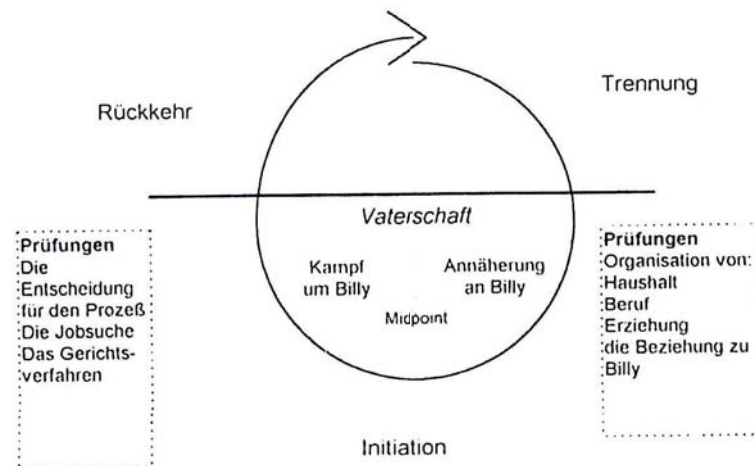 Rückkehr
Trennung
Vaterschaft
Kampf
um Billy
Annäherung
an Billy
Midpoint
Prüfungen
Die
Entscheidung
für den Prozeß
Die Jobsuche
Das Gerichts-
verfahren
Prüfungen
Organisation von:
Haushalt
Beruf
Erziehung
die Beziehung zu
Billy
Initiation